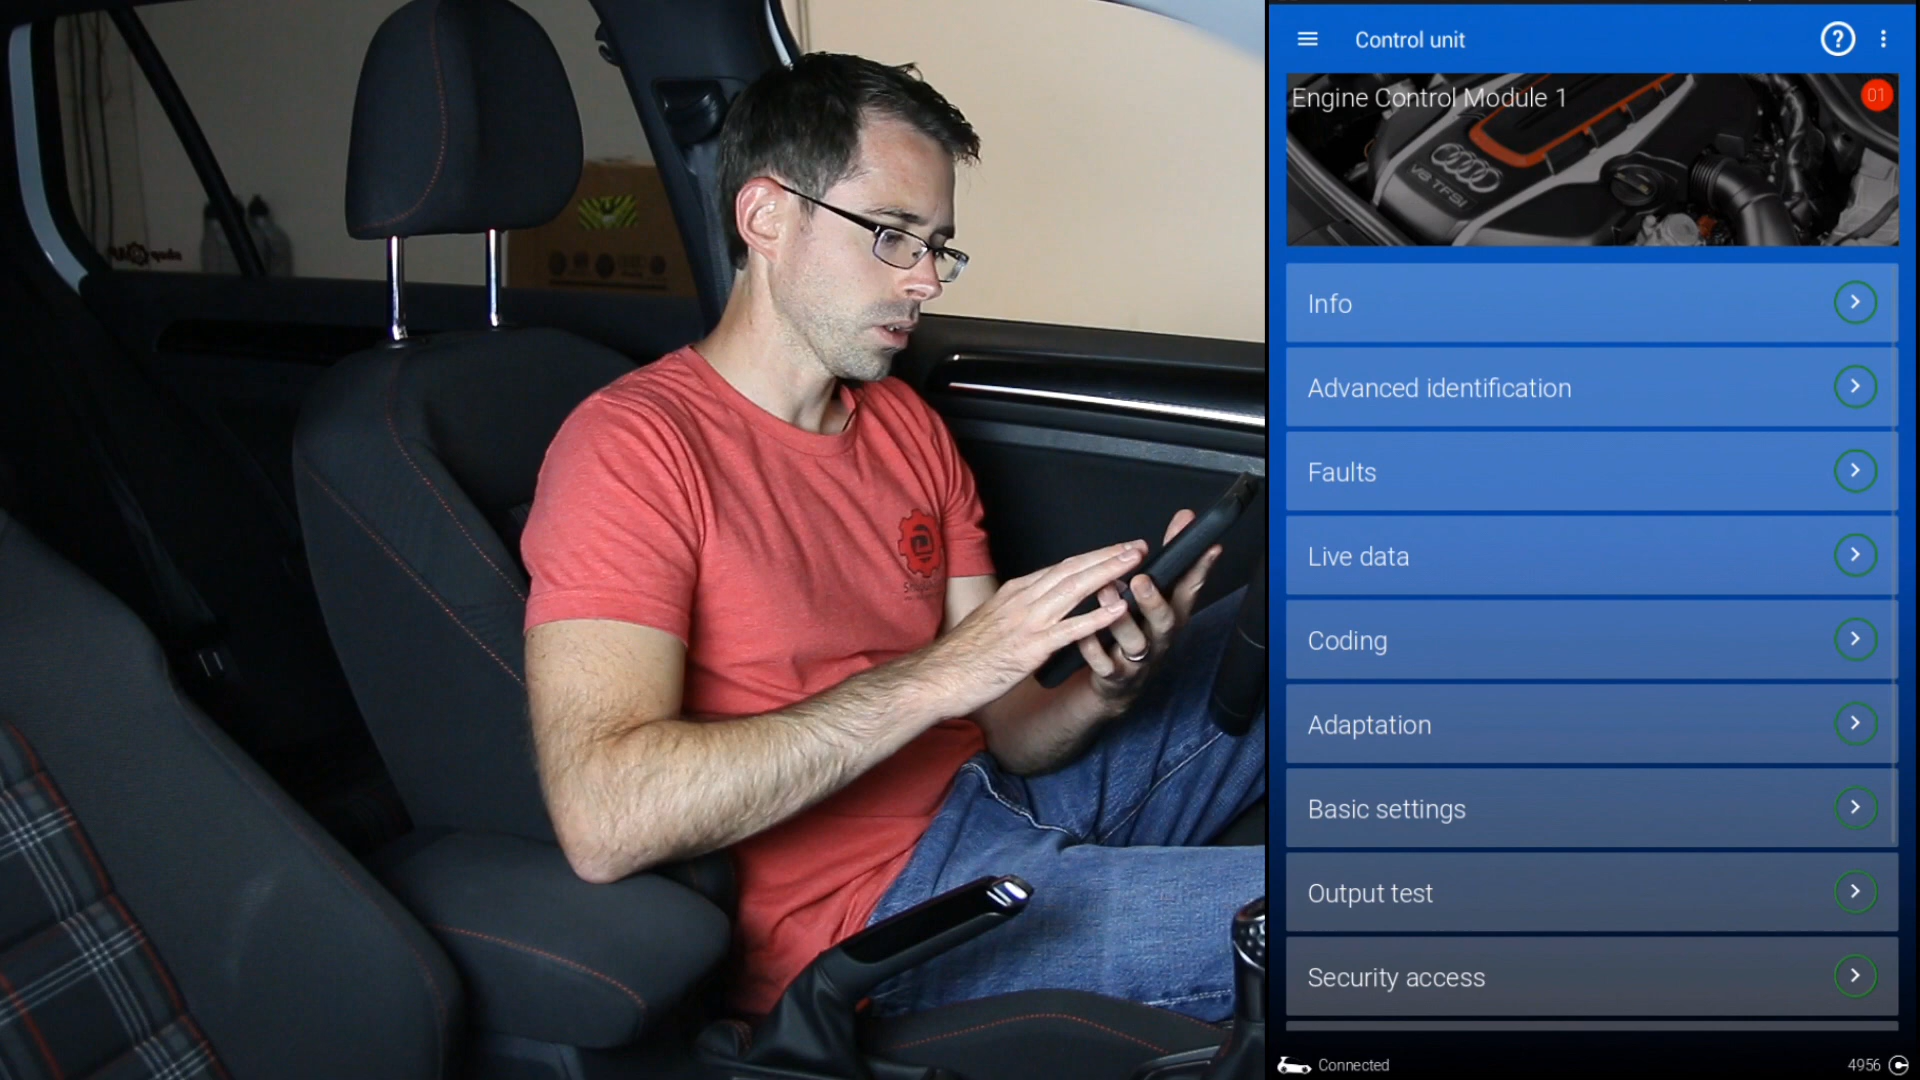 Control unit
Engine Control Module 1
01
V8 TFSI
Info
Advanced identification
Faults
Live data
Coding
Adaptation
Basic settings
Output test
Security access
Connected
4956